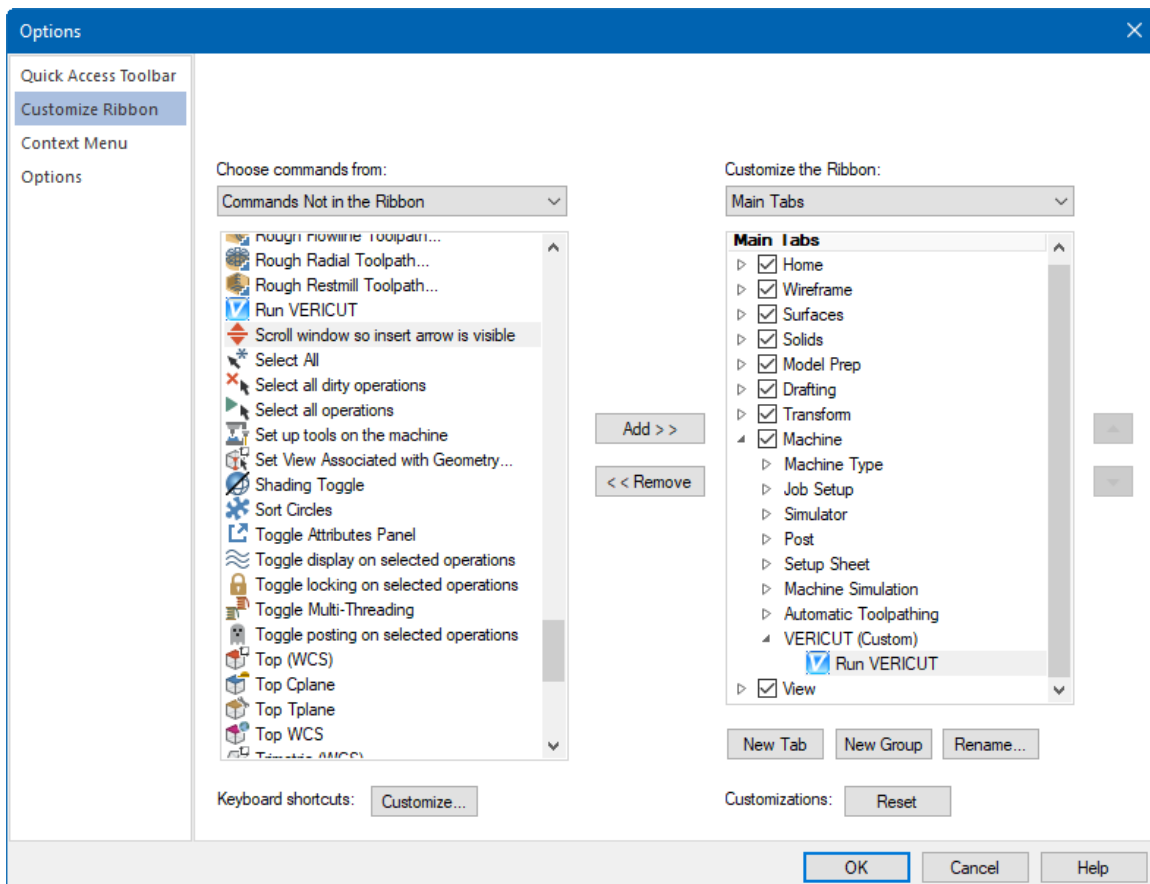 Options
Quick Access Toolbar
Customize Ribbon
Context Menu
Options
Choose commands from:
Commands Not in the Ribbon
Rough Flowline Toolpath...
Rough Radial Toolpath...
Rough Restmill Toolpath...
Run VERICUT
Scroll window so insert arrow is visible
Select All
Select all dirty operations
Select all operations
Set up tools on the machine
Set View Associated with Geometry...
Shading Toggle
Sort Circles
Toggle Attributes Panel
Toggle display on selected operations
Toggle locking on selected operations
Toggle Multi-Threading
Toggle posting on selected operations
Top (WCS)
Top Cplane
Top Tplane
Top WCS
Trimetric (WCS)
Keyboard shortcuts: Customize...
Add > >
< < Remove
Customize the Ribbon:
Main Tabs
Main Tabs
Home
Wireframe
Surfaces
Solids
Model Prep
Drafting
Transform
Machine
Machine Type
Job Setup
Simulator
Post
Setup Sheet
Machine Simulation
Automatic Toolpathing
VERICUT (Custom)
Run VERICUT
View
New Tab New Group Rename...
Customizations: Reset
OK Cancel Help